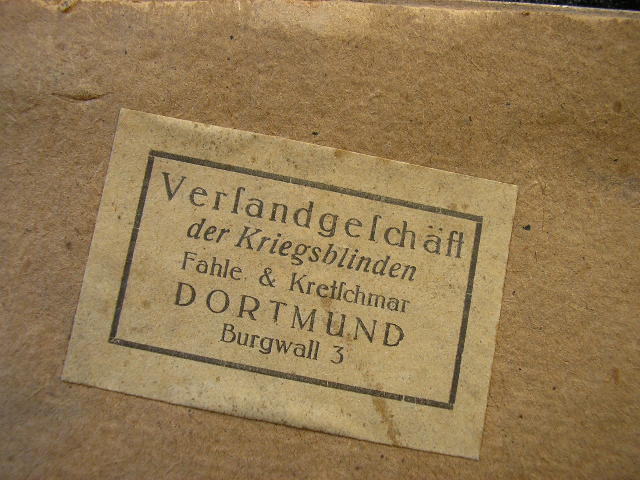 Verſandgeſchäft
der Kriegsblinden
Fahle & Kretſchmar
DORTMUND
Burgwall 3